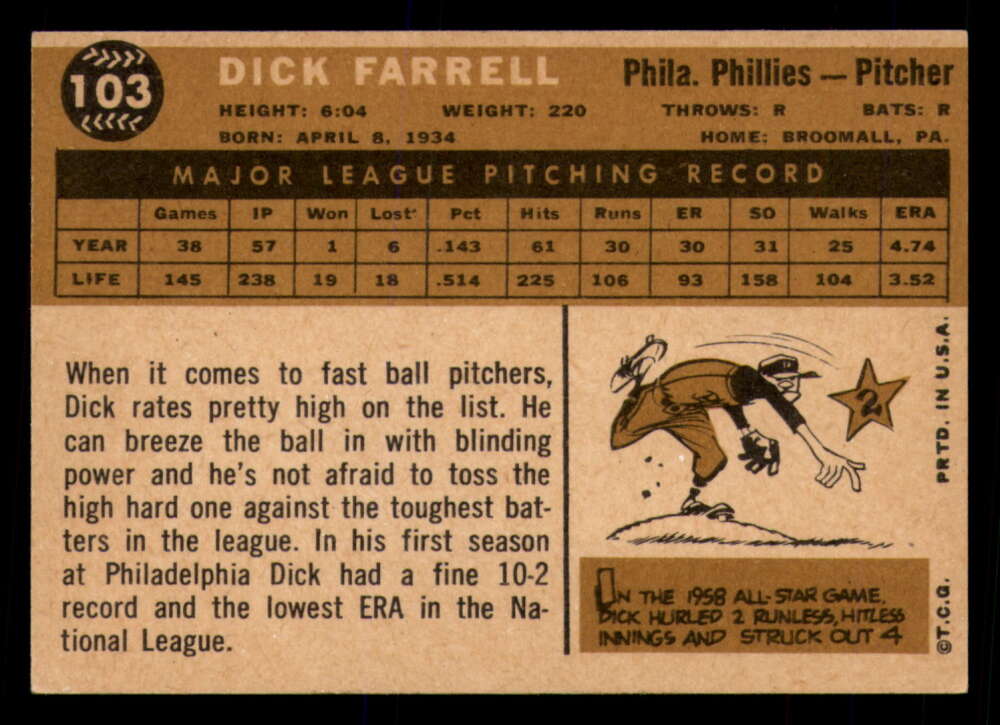 103
DICK FARRELL
Phila. Phillies — Pitcher
HEIGHT: 6:04 WEIGHT: 220 THROWS: R BATS: R
BORN: APRIL 8, 1934 HOME: BROOMALL, PA.
MAJOR LEAGUE PITCHING RECORD
Games IP Won Lost Pct Hits Runs ER SO Walks ERA
YEAR 38 57 1 6 .143 61 30 30 31 25 4.74
LIFE 145 238 19 18 .514 225 106 93 158 104 3.52
When it comes to fast ball pitchers,
Dick rates pretty high on the list. He
can breeze the ball in with blinding
power and he's not afraid to toss the
high hard one against the toughest bat-
ters in the league. In his first season
at Philadelphia Dick had a fine 10-2
record and the lowest ERA in the Na-
tional League.
2
IN THE 1958 ALL-STAR GAME,
DICK HURLED 2 RUNLESS, HITLESS
INNINGS AND STRUCK OUT 4
©T.C.G. PRTD. IN U.S.A.